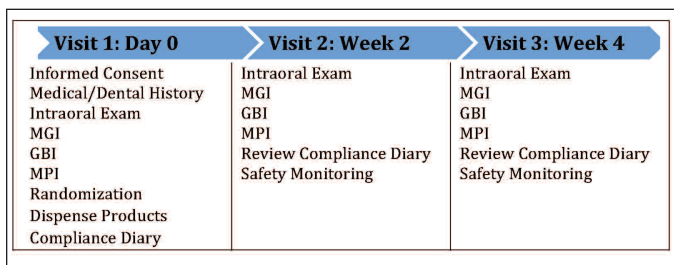 Visit 1: Day 0
Informed Consent
Medical/Dental History
Intraoral Exam
MGI
GBI
MPI
Randomization
Dispense Products
Compliance Diary
Visit 2: Week 2
Intraoral Exam
MGI
GBI
MPI
Review Compliance Diary
Safety Monitoring
Visit 3: Week 4
Intraoral Exam
MGI
GBI
MPI
Review Compliance Diary
Safety Monitoring